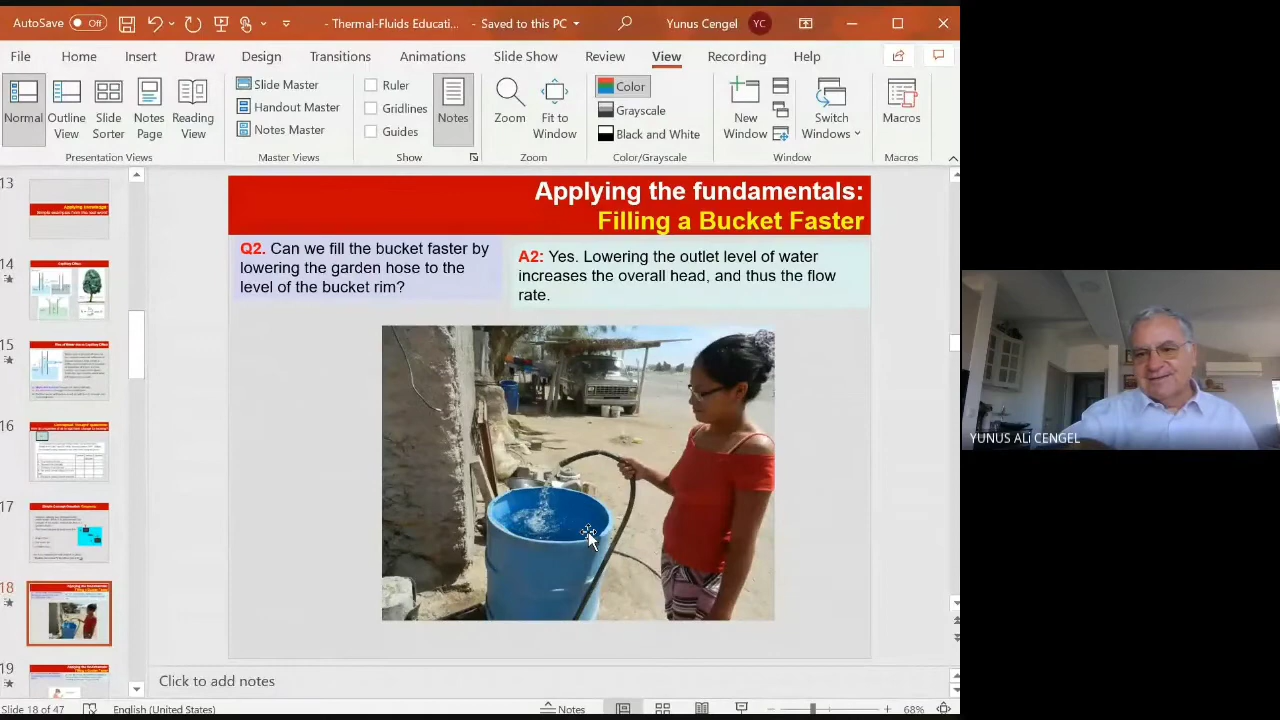 AutoSave Off
- Thermal-Fluids Educati... - Saved to this PC
Yunus Cengel YC
File Home Insert Draw Design Transitions Animations Slide Show Review View Recording Help
Normal
Outline View
Slide Sorter
Notes Page
Reading View
Presentation Views
Slide Master
Handout Master
Notes Master
Master Views
Ruler
Gridlines
Guides
Show
Notes
Zoom
Fit to Window
Zoom
Color
Grayscale
Black and White
Color/Grayscale
New Window
Switch Windows
Window
Macros
Macros
13
14
15
16
17
18
19
Applying the fundamentals:
Filling a Bucket Faster
Q2. Can we fill the bucket faster by
lowering the garden hose to the
level of the bucket rim?
A2: Yes. Lowering the outlet level of water
increases the overall head, and thus the flow
rate.
YUNUS ALİ CENGEL
Click to add notes
Slide 18 of 47 English (United States) Notes 68%